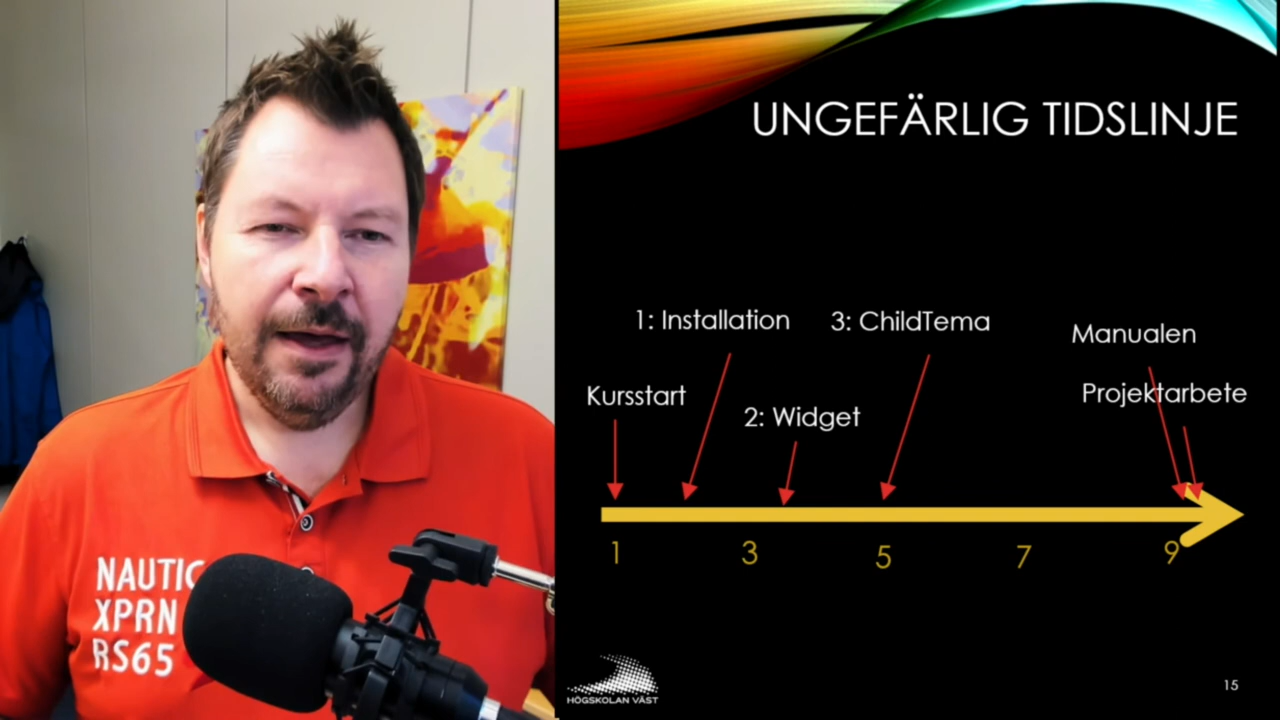 NAUTIC
XPRN
RS65
UNGEFÄRLIG TIDSLINJE
1: Installation
3: ChildTema
Manualen
Kursstart
2: Widget
Projektarbete
1 3 5 7 9
HÖGSKOLAN VÄST
15